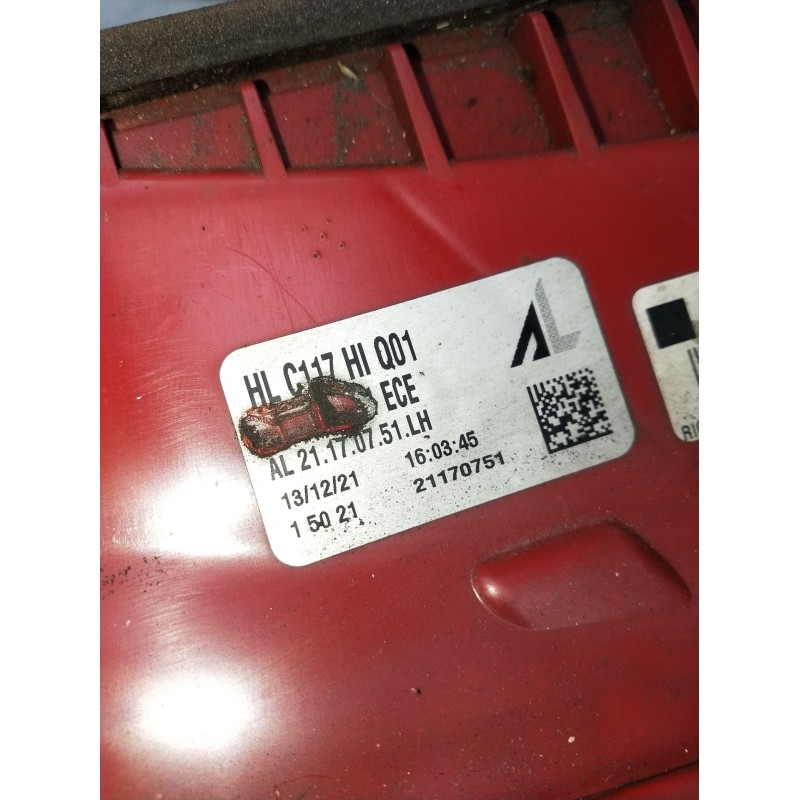 AL
HL C117 HI Q01
ECE
AL 21.17.07.51.LH
13/12/21 16:03:45
1 50 21 21170751